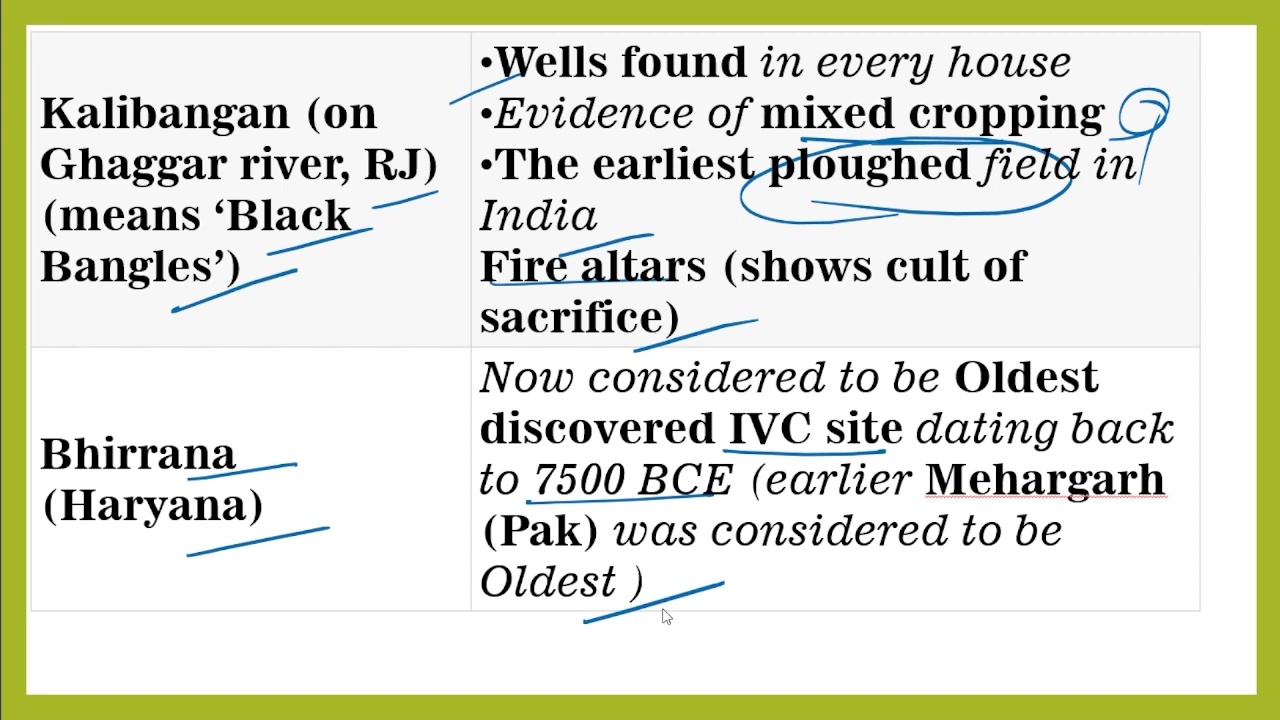 Kalibangan (on
Ghaggar river, RJ)
(means ‘Black
Bangles’)
•Wells found in every house
•Evidence of mixed cropping
•The earliest ploughed field in
India
Fire altars (shows cult of
sacrifice)
Bhirrana
(Haryana)
Now considered to be Oldest
discovered IVC site dating back
to 7500 BCE (earlier Mehargarh
(Pak) was considered to be
Oldest )